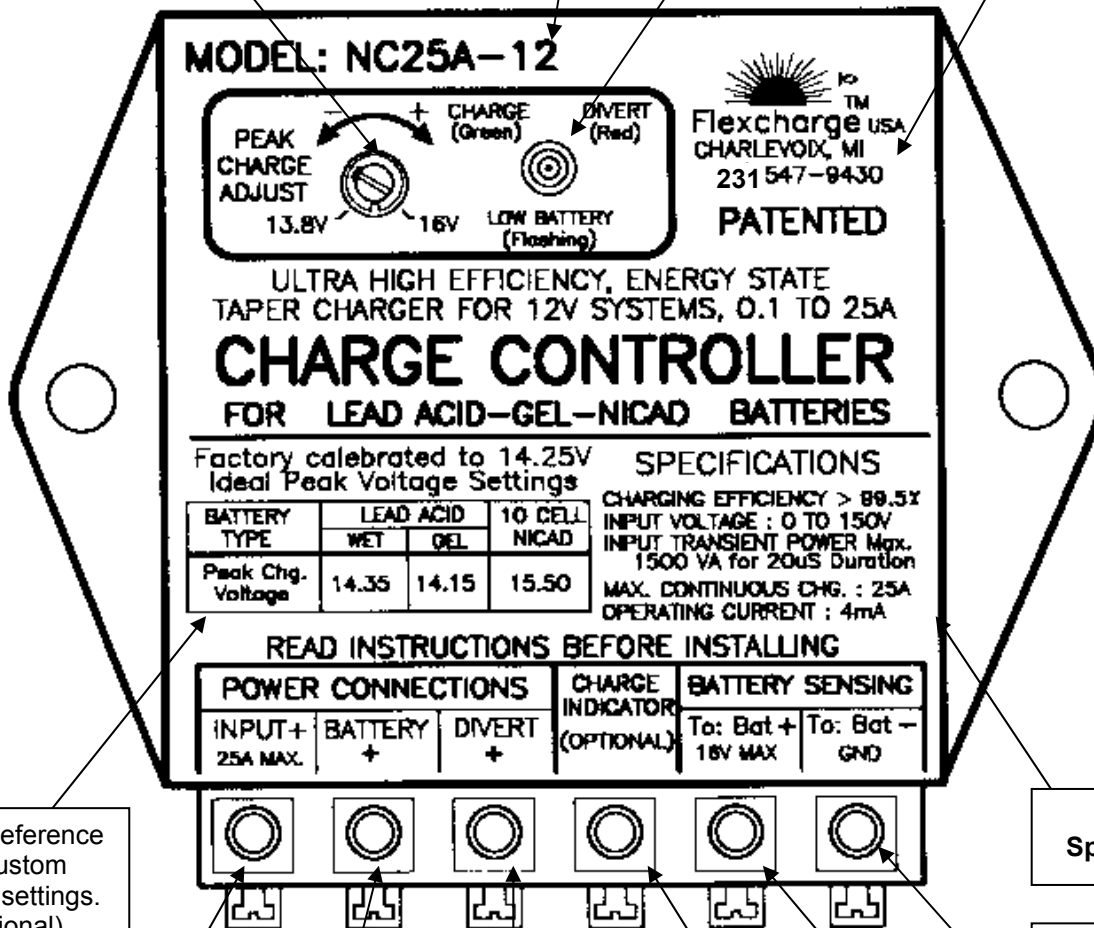 MODEL: NC25A-12
PEAK
CHARGE
ADJUST
- +
13.8V
16V
CHARGE
(Green)
DIVERT
(Red)
LOW BATTERY
(Flashing)
TM
Flexcharge USA
CHARLEVOIX, MI
231 547-9430
PATENTED
ULTRA HIGH EFFICIENCY, ENERGY STATE
TAPER CHARGER FOR 12V SYSTEMS, 0.1 TO 25A
CHARGE CONTROLLER
FOR LEAD ACID-GEL-NICAD BATTERIES
Factory calebrated to 14.25V
Ideal Peak Voltage Settings
BATTERY
TYPE
LEAD ACID
WET
GEL
10 CELL
NICAD
Peak Chg.
Voltage
14.35
14.15
15.50
SPECIFICATIONS
CHARGING EFFICIENCY > 99.5%
INPUT VOLTAGE : 0 TO 150V
INPUT TRANSIENT POWER Max.
1500 VA for 20uS Duration
MAX. CONTINUOUS CHG. : 25A
OPERATING CURRENT : 4mA
READ INSTRUCTIONS BEFORE INSTALLING
POWER CONNECTIONS
INPUT+
25A MAX.
BATTERY
+
DIVERT
+
CHARGE
INDICATOR
(OPTIONAL)
BATTERY SENSING
To: Bat +
To: Bat -
GND
eference
ustom
settings.
ional)
Sp